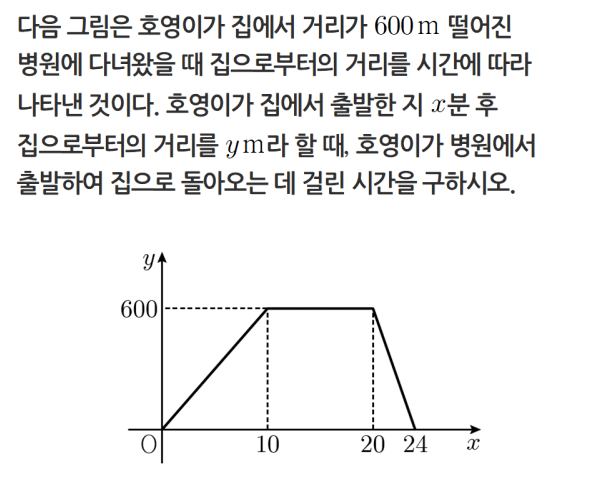 다음 그림은 호영이가 집에서 거리가 600 m 떨어진
병원에 다녀왔을 때 집으로부터의 거리를 시간에 따라
나타낸 것이다. 호영이가 집에서 출발한 지 x분 후
집으로부터의 거리를 y m라 할 때, 호영이가 병원에서
출발하여 집으로 돌아오는 데 걸린 시간을 구하시오.
y
600
O 10 20 24 x